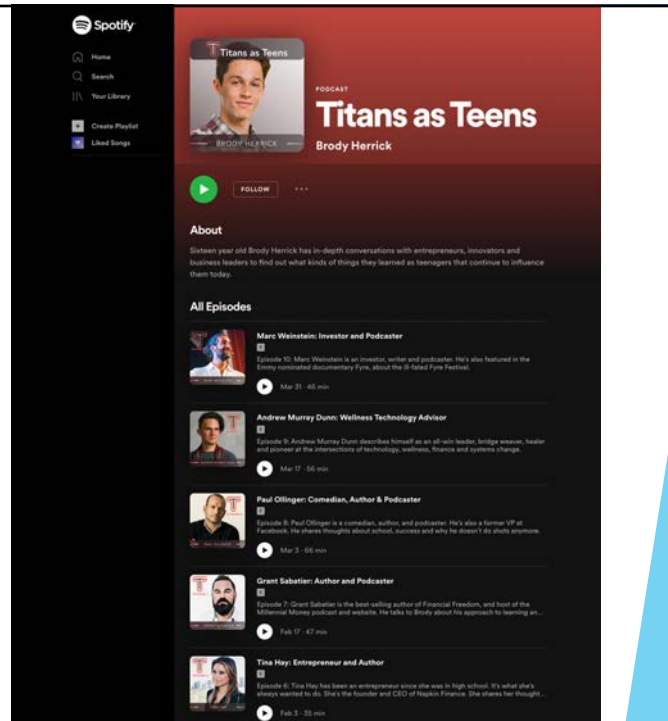 Spotify
Home
Search
Your Library
Create Playlist
Liked Songs
Titans as Teens
BRODY HERRICK
PODCAST
Titans as Teens
Brody Herrick
FOLLOW
About
Sixteen year old Brody Herrick has in-depth conversations with entrepreneurs, innovators and
business leaders to find out what kinds of things they learned as teenagers that continue to influence
them today.
All Episodes
Marc Weinstein: Investor and Podcaster
E
Episode 10: Marc Weinstein is an investor, writer and podcaster. He's also featured in the
Emmy nominated documentary Fyre, about the ill-fated Fyre Festival.
Mar 31 · 46 min
Andrew Murray Dunn: Wellness Technology Advisor
E
Episode 9: Andrew Murray Dunn describes himself as an all-win leader, bridge weaver, healer
and pioneer at the intersections of technology, wellness, finance and systems change.
Mar 17 · 56 min
Paul Ollinger: Comedian, Author & Podcaster
E
Episode 8: Paul Ollinger is a comedian, author, and podcaster. He's also a former VP at
Facebook. He shares thoughts about school, success and why he doesn't do shots anymore.
Mar 3 · 66 min
Grant Sabatier: Author and Podcaster
E
Episode 7: Grant Sabatier is the best-selling author of Financial Freedom, and host of the
Millennial Money podcast and website. He talks to Brody about his approach to learning an...
Feb 17 · 47 min
Tina Hay: Entrepreneur and Author
E
Episode 6: Tina Hay has been an entrepreneur since she was in high school. It's what she's
always wanted to do. She's the founder and CEO of Napkin Finance. She shares her thought...
Feb 3 · 35 min